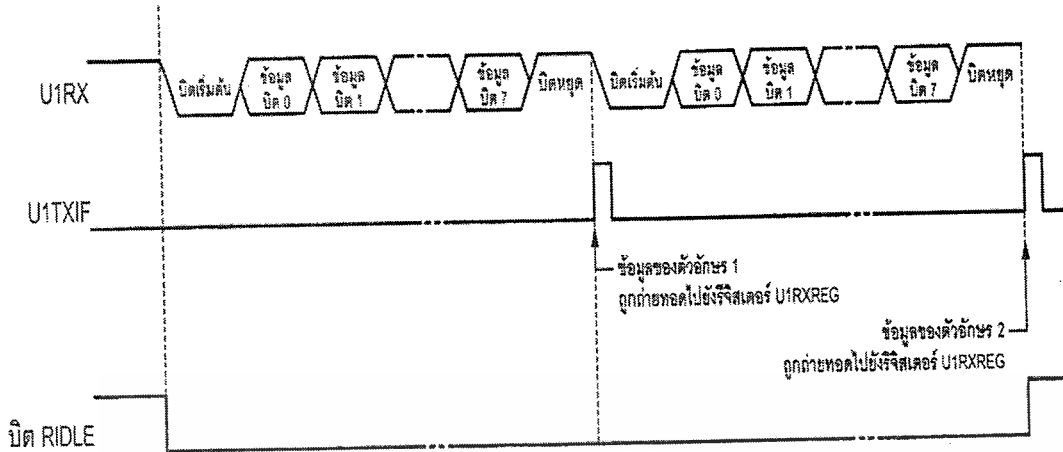 U1RX
บิตเริ่มต้น
ข้อมูล
บิต 0
ข้อมูล
บิต 1
ข้อมูล
บิต 7
บิตหยุด
บิตเริ่มต้น
ข้อมูล
บิต 0
ข้อมูล
บิต 1
ข้อมูล
บิต 7
บิตหยุด
U1TXIF
ข้อมูลของตัวอักษร 1
ถูกถ่ายทอดไปยังรีจิสเตอร์ U1RXREG
ข้อมูลของตัวอักษร 2
ถูกถ่ายทอดไปยังรีจิสเตอร์ U1RXREG
บิต RIDLE